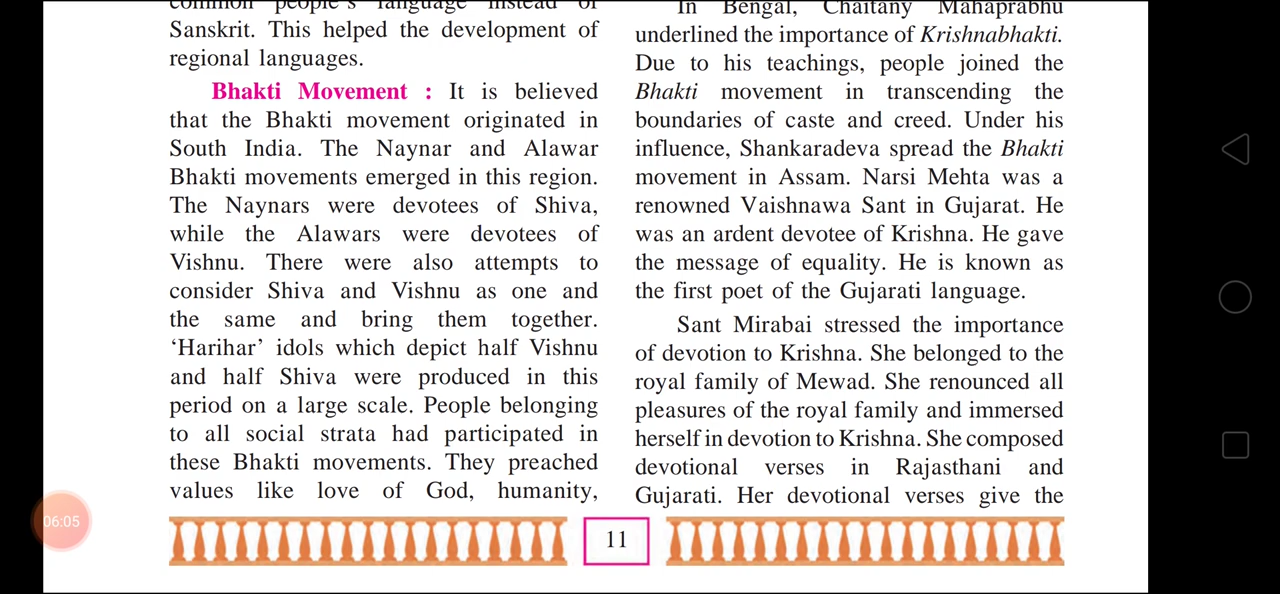 common people's language instead of
Sanskrit. This helped the development of
regional languages.
Bhakti Movement : It is believed
that the Bhakti movement originated in
South India. The Naynar and Alawar
Bhakti movements emerged in this region.
The Naynars were devotees of Shiva,
while the Alawars were devotees of
Vishnu. There were also attempts to
consider Shiva and Vishnu as one and
the same and bring them together.
‘Harihar’ idols which depict half Vishnu
and half Shiva were produced in this
period on a large scale. People belonging
to all social strata had participated in
these Bhakti movements. They preached
values like love of God, humanity,
In Bengal, Chaitany Mahaprabhu
underlined the importance of Krishnabhakti.
Due to his teachings, people joined the
Bhakti movement in transcending the
boundaries of caste and creed. Under his
influence, Shankaradeva spread the Bhakti
movement in Assam. Narsi Mehta was a
renowned Vaishnawa Sant in Gujarat. He
was an ardent devotee of Krishna. He gave
the message of equality. He is known as
the first poet of the Gujarati language.
Sant Mirabai stressed the importance
of devotion to Krishna. She belonged to the
royal family of Mewad. She renounced all
pleasures of the royal family and immersed
herself in devotion to Krishna. She composed
devotional verses in Rajasthani and
Gujarati. Her devotional verses give the
06:05
11